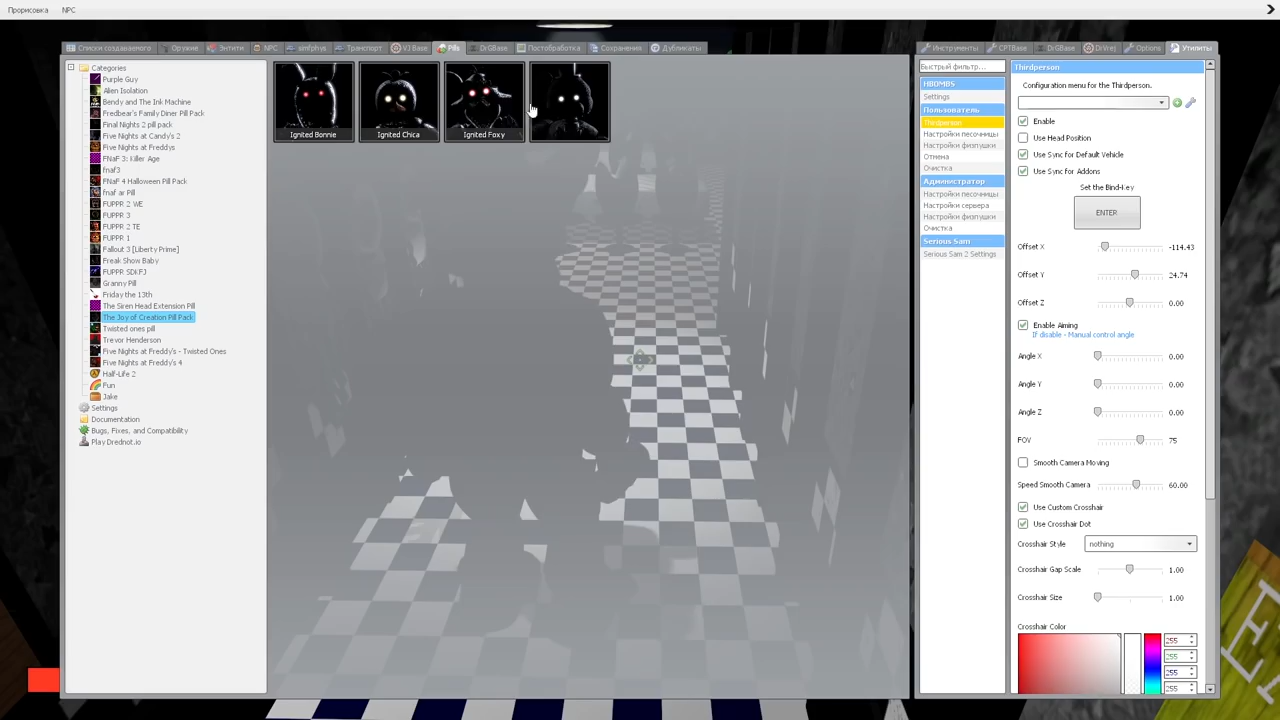 Прорисовка NPC
Списки создаваемого Оружие Энтити NPC simfphys Транспорт VJ Base Pills DrGBase Постобработка Сохранения Дубликаты
Categories
Purple Guy
Alien Isolation
Bendy and The Ink Machine
Fredbear's Family Diner Pill Pack
Final Nights 2 pill pack
Five Nights at Candy's 2
Five Nights at Freddys
FNaF 3: Killer Age
fnaf3
FNaF 4 Halloween Pill Pack
fnaf ar Pill
FUPPR 2 WE
FUPPR 3
FUPPR 2 TE
FUPPR 1
Fallout 3 [Liberty Prime]
Freak Show Baby
FUPPR SDLFJ
Granny Pill
Friday the 13th
The Siren Head Extension Pill
The Joy of Creation Pill Pack
Twisted ones pill
Trevor Henderson
Five Nights at Freddy's - Twisted Ones
Five Nights at Freddy's 4
Half-Life 2
Fun
Jake
Settings
Documentation
Bugs, Fixes, and Compatibility
Play Drednot.io
Ignited Bonnie
Ignited Chica
Ignited Foxy
Инструменты CPTBase DrGBase DrVrej Options Утилиты
Быстрый фильтр...
HBOMBS
Settings
Пользователь
Thirdperson
Настройки песочницы
Настройки физпушки
Отмена
Очистка
Администратор
Настройки песочницы
Настройки сервера
Настройки физпушки
Очистка
Serious Sam
Serious Sam 2 Settings
Thirdperson
Configuration menu for the Thirdperson.
Enable
Use Head Position
Use Sync for Default Vehicle
Use Sync for Addons
Set the Bind-Key
ENTER
Offset X -114.43
Offset Y 24.74
Offset Z 0.00
Enable Aiming
If disable - Manual control angle
Angle X 0.00
Angle Y 0.00
Angle Z 0.00
FOV 75
Smooth Camera Moving
Speed Smooth Camera 60.00
Use Custom Crosshair
Use Crosshair Dot
Crosshair Style nothing
Crosshair Gap Scale 1.00
Crosshair Size 1.00
Crosshair Color
255
255
255
255